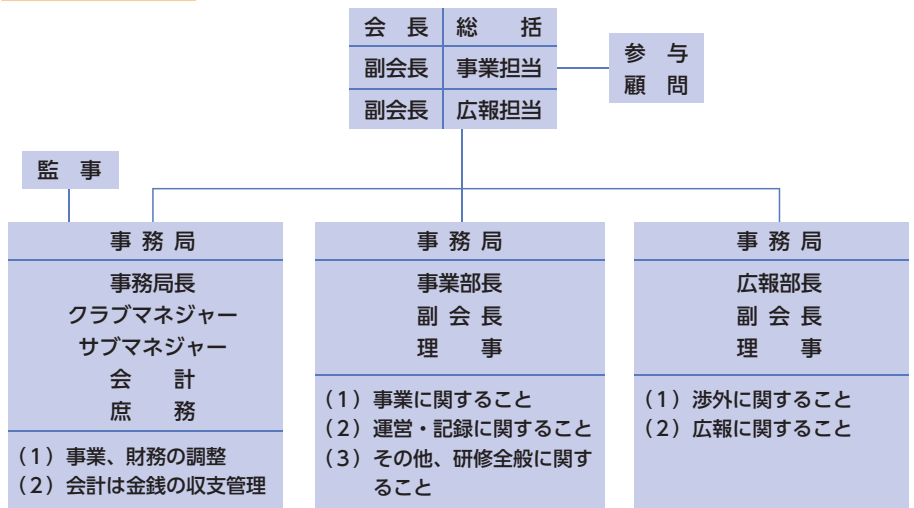 会長 総括
副会長 事業担当
副会長 広報担当
参与
顧問
監事
事務局
事務局長
クラブマネジャー
サブマネジャー
会計
庶務
（1）事業、財務の調整
（2）会計は金銭の収支管理
事務局
事業部長
副会長
理事
（1）事業に関すること
（2）運営・記録に関すること
（3）その他、研修全般に関す
ること
事務局
広報部長
副会長
理事
（1）渉外に関すること
（2）広報に関すること